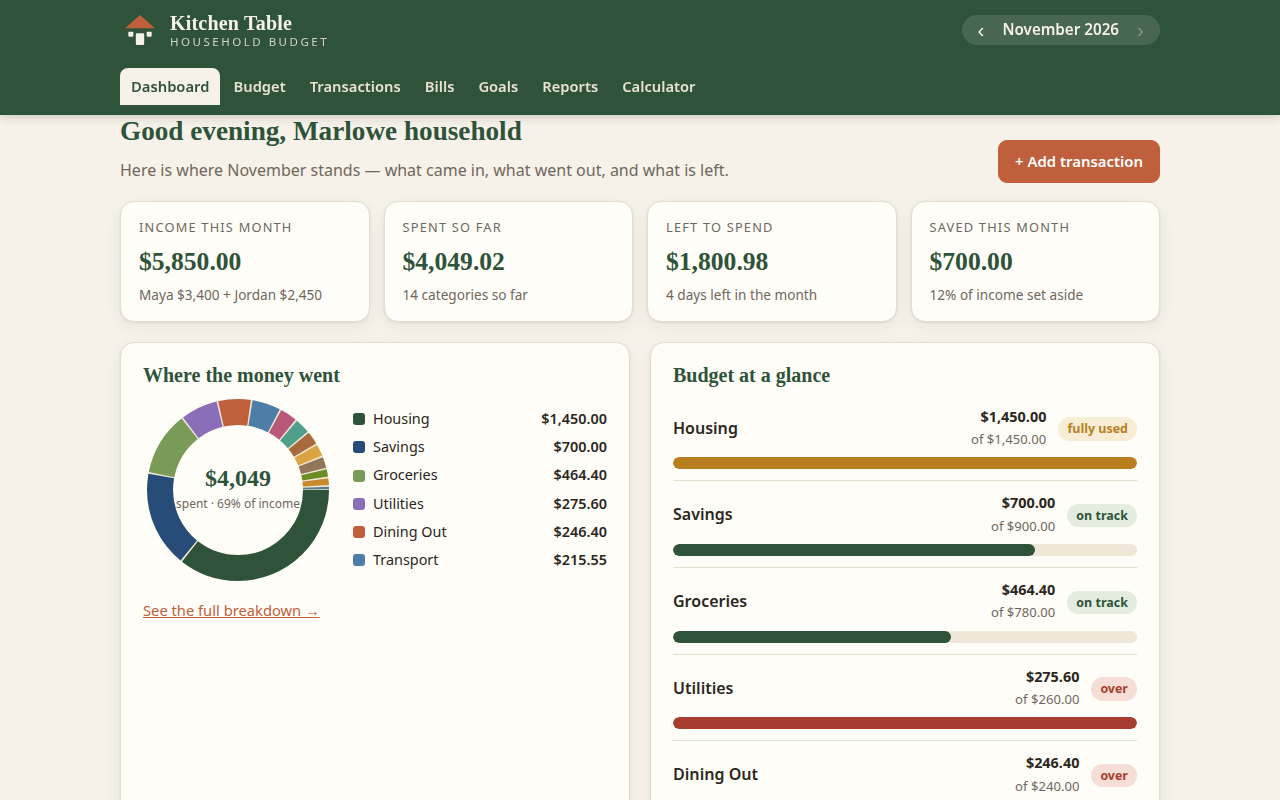 Kitchen Table
HOUSEHOLD BUDGET
‹ November 2026 ›
Dashboard Budget Transactions Bills Goals Reports Calculator
Good evening, Marlowe household
Here is where November stands — what came in, what went out, and what is left.
+ Add transaction
INCOME THIS MONTH
$5,850.00
Maya $3,400 + Jordan $2,450
SPENT SO FAR
$4,049.02
14 categories so far
LEFT TO SPEND
$1,800.98
4 days left in the month
SAVED THIS MONTH
$700.00
12% of income set aside
Where the money went
$4,049
spent · 69% of income
Housing $1,450.00
Savings $700.00
Groceries $464.40
Utilities $275.60
Dining Out $246.40
Transport $215.55
See the full breakdown →
Budget at a glance
Housing
$1,450.00
of $1,450.00
fully used
Savings
$700.00
of $900.00
on track
Groceries
$464.40
of $780.00
on track
Utilities
$275.60
of $260.00
over
Dining Out
$246.40
of $240.00
over